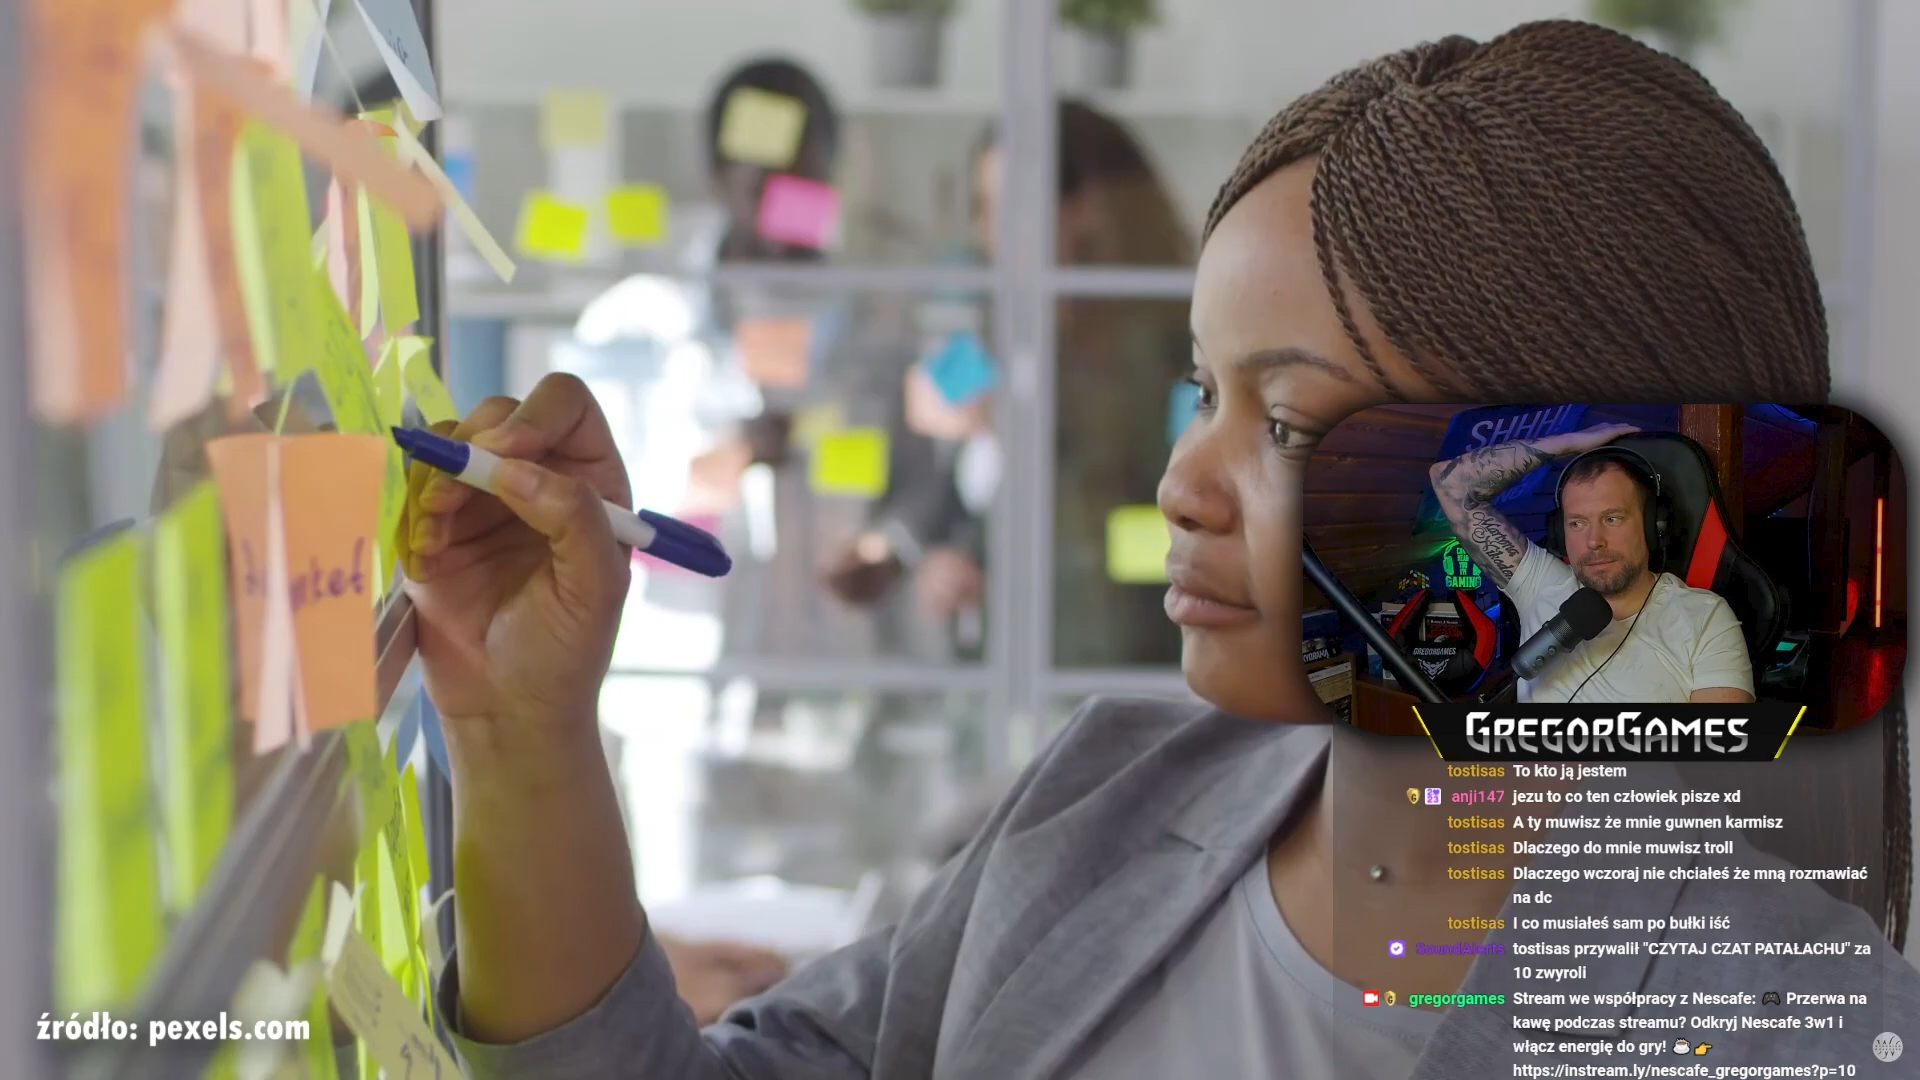 SHHH!
GAMING
GREGORGAMES
GREGORGAMES
tostisas To kto ją jestem
anji147 jezu to co ten człowiek pisze xd
tostisas A ty muwisz że mnie guwnen karmisz
tostisas Dlaczego do mnie muwisz troll
tostisas Dlaczego wczoraj nie chciałeś że mną rozmawiać
na dc
tostisas I co musiałeś sam po bułki iść
SoundAlerts tostisas przywalił "CZYTAJ CZAT PATAŁACHU" za
10 zwyroli
gregorgames Stream we współpracy z Nescafe: 🎮 Przerwa na
kawę podczas streamu? Odkryj Nescafe 3w1 i
włącz energię do gry! ☕ 👉
https://instream.ly/nescafe_gregorgames?p=10
źródło: pexels.com